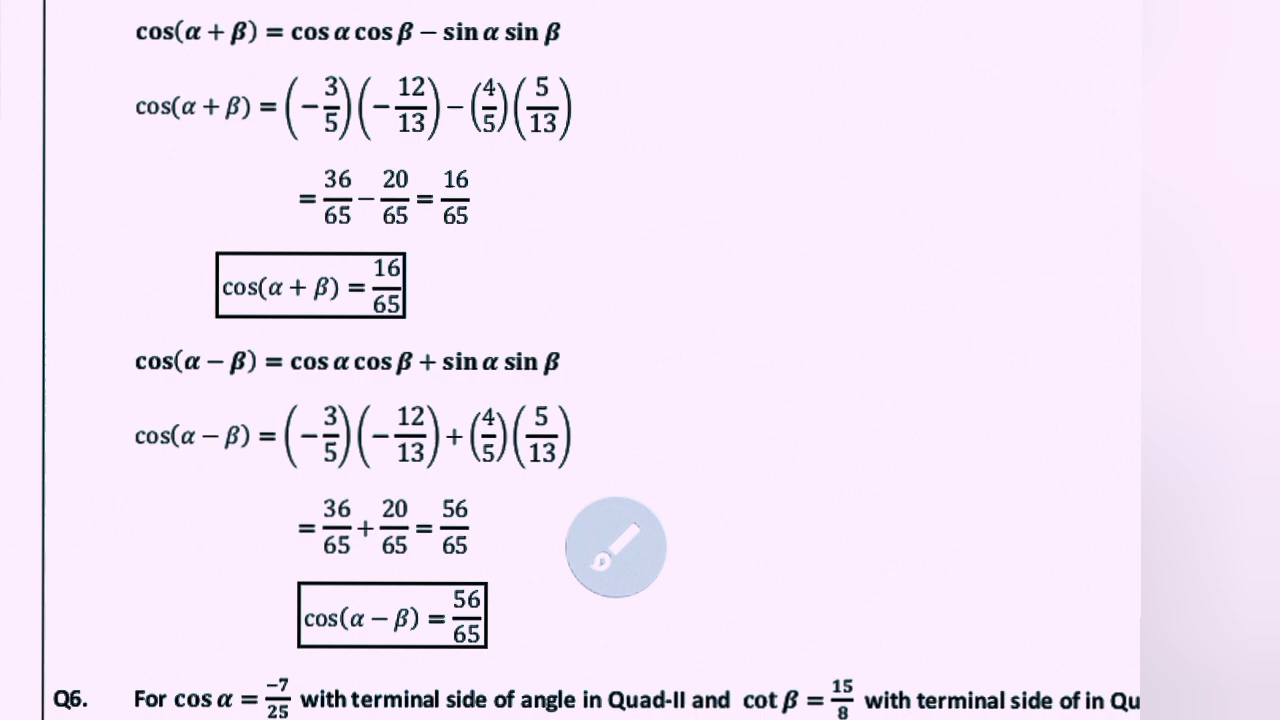 cos(α + β) = cos α cos β − sin α sin β
cos(α + β) = (−3/5)(−12/13) − (4/5)(5/13)
= 36/65 − 20/65 = 16/65
cos(α + β) = 16/65
cos(α − β) = cos α cos β + sin α sin β
cos(α − β) = (−3/5)(−12/13) + (4/5)(5/13)
= 36/65 + 20/65 = 56/65
cos(α − β) = 56/65
Q6. For cos α = −7/25 with terminal side of angle in Quad-II and cot β = 15/8 with terminal side of in Qu